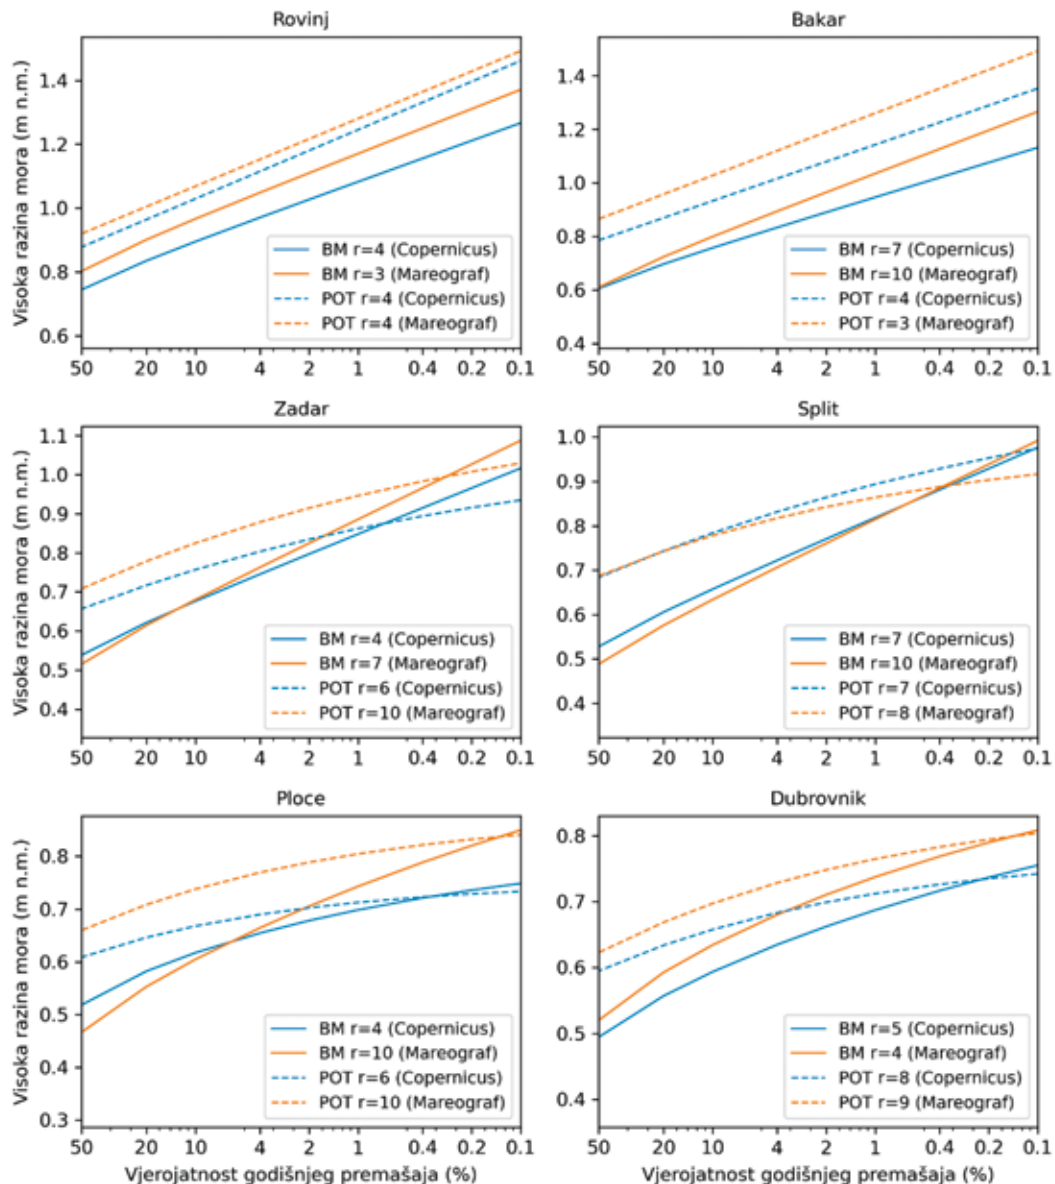 Rovinj
Visoka razina mora (m n.m.)
1.4
1.2
1.0
0.8
0.6
BM r=4 (Copernicus)
BM r=3 (Mareograf)
POT r=4 (Copernicus)
POT r=4 (Mareograf)
50 20 10 4 2 1 0.4 0.2 0.1
Bakar
1.4
1.2
1.0
0.8
0.6
0.4
BM r=7 (Copernicus)
BM r=10 (Mareograf)
POT r=4 (Copernicus)
POT r=3 (Mareograf)
50 20 10 4 2 1 0.4 0.2 0.1
Zadar
Visoka razina mora (m n.m.)
1.1
1.0
0.9
0.8
0.7
0.6
0.5
0.4
BM r=4 (Copernicus)
BM r=7 (Mareograf)
POT r=6 (Copernicus)
POT r=10 (Mareograf)
50 20 10 4 2 1 0.4 0.2 0.1
Split
1.0
0.9
0.8
0.7
0.6
0.5
0.4
BM r=7 (Copernicus)
BM r=10 (Mareograf)
POT r=7 (Copernicus)
POT r=8 (Mareograf)
50 20 10 4 2 1 0.4 0.2 0.1
Ploce
Visoka razina mora (m n.m.)
0.8
0.7
0.6
0.5
0.4
0.3
BM r=4 (Copernicus)
BM r=10 (Mareograf)
POT r=6 (Copernicus)
POT r=10 (Mareograf)
50 20 10 4 2 1 0.4 0.2 0.1
Vjerojatnost godišnjeg premašaja (%)
Dubrovnik
0.8
0.7
0.6
0.5
0.4
BM r=5 (Copernicus)
BM r=4 (Mareograf)
POT r=8 (Copernicus)
POT r=9 (Mareograf)
50 20 10 4 2 1 0.4 0.2 0.1
Vjerojatnost godišnjeg premašaja (%)